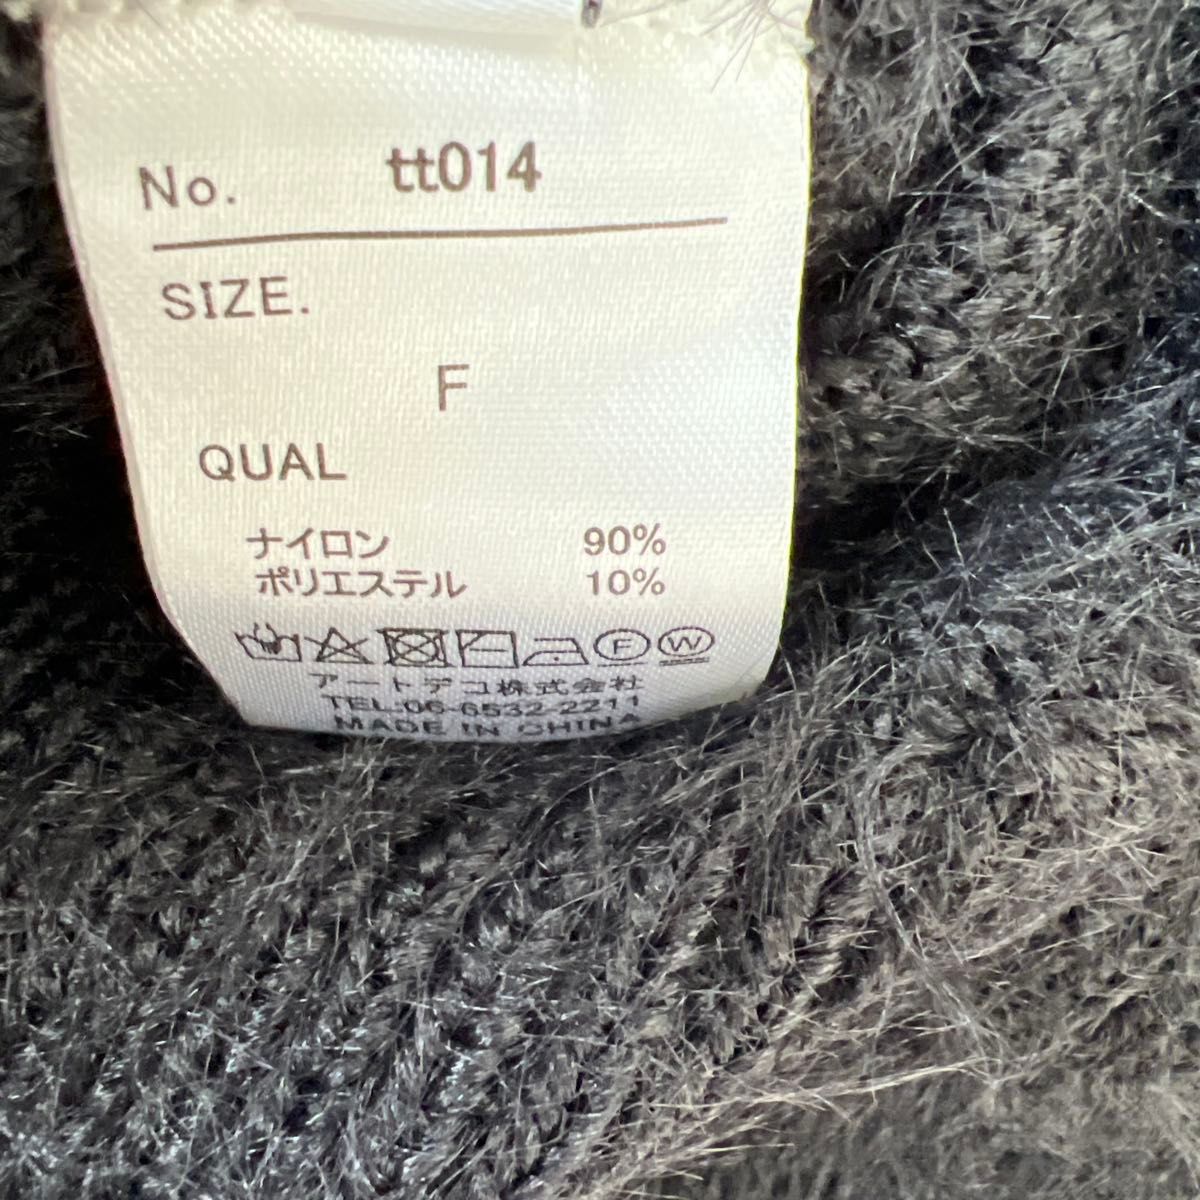 No. tt014
SIZE.
F
QUAL
ナイロン 90%
ポリエステル 10%
F W
アートデコ株式会社
TEL:06-6532-2211
MADE IN CHINA